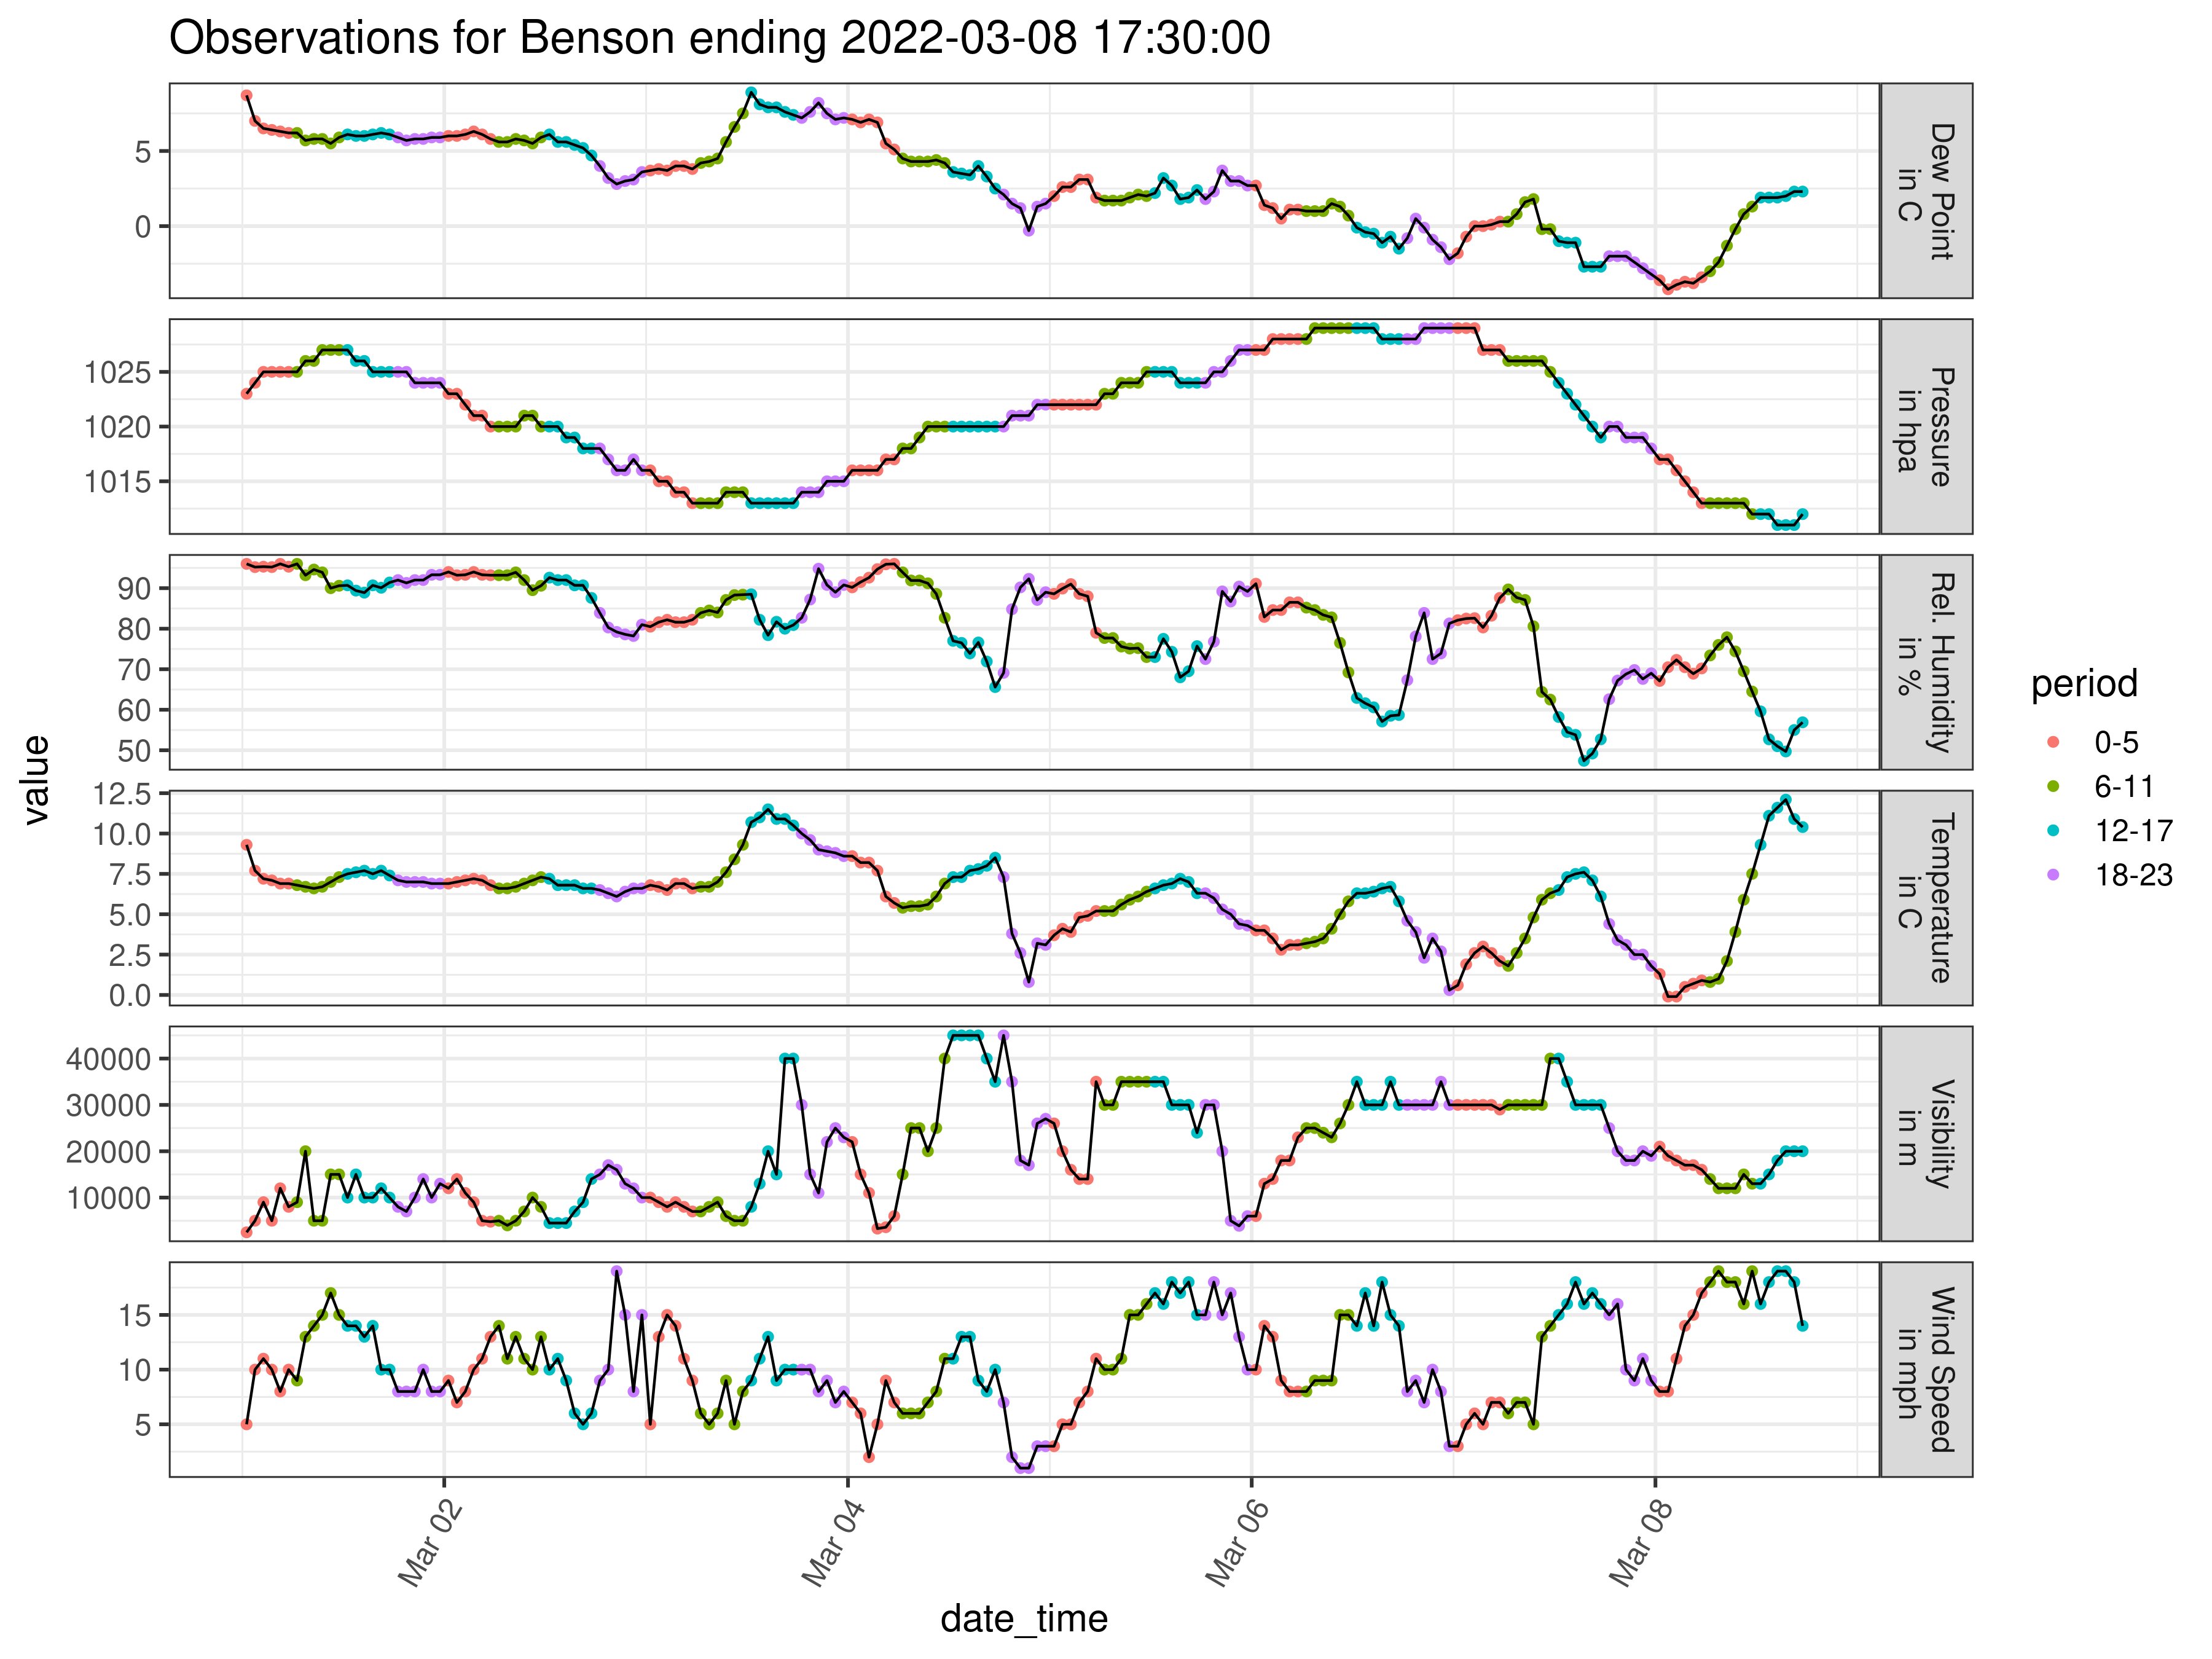 Observations for Benson ending 2022-03-08 17:30:00
value
5
0
Dew Point
in C
1025
1020
1015
Pressure
in hpa
90
80
70
60
50
Rel. Humidity
in %
12.5
10.0
7.5
5.0
2.5
0.0
Temperature
in C
40000
30000
20000
10000
Visibility
in m
15
10
5
Wind Speed
in mph
Mar 02
Mar 04
Mar 06
Mar 08
date_time
period
0-5
6-11
12-17
18-23